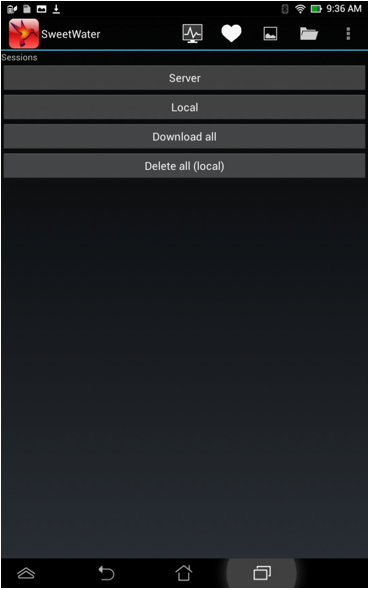 9:36 AM
SweetWater
Sessions
Server
Local
Download all
Delete all (local)